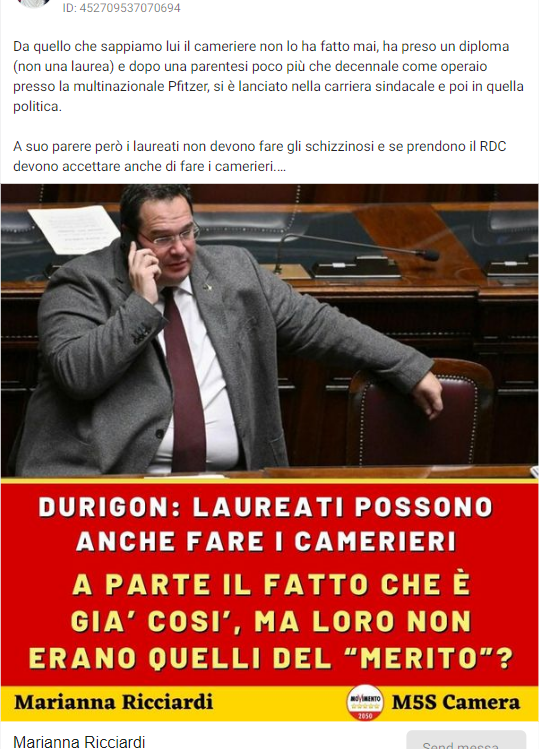 ID: 452709537070694
Da quello che sappiamo lui il cameriere non lo ha fatto mai, ha preso un diploma
(non una laurea) e dopo una parentesi poco più che decennale come operaio
presso la multinazionale Pfitzer, si è lanciato nella carriera sindacale e poi in quella
politica.
A suo parere però i laureati non devono fare gli schizzinosi e se prendono il RDC
devono accettare anche di fare i camerieri....
DURIGON: LAUREATI POSSONO
ANCHE FARE I CAMERIERI
A PARTE IL FATTO CHE È
GIA' COSI', MA LORO NON
ERANO QUELLI DEL "MERITO"?
Marianna Ricciardi
MOVIMENTO
2050
M5S Camera
Marianna Ricciardi
Send messa